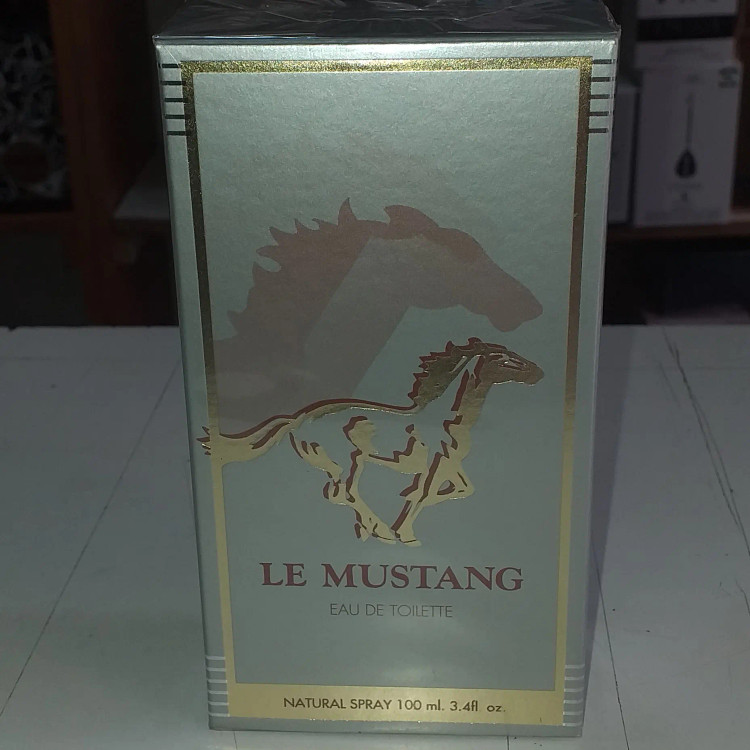 LE MUSTANG
EAU DE TOILETTE
NATURAL SPRAY 100 ml. 3.4fl oz.